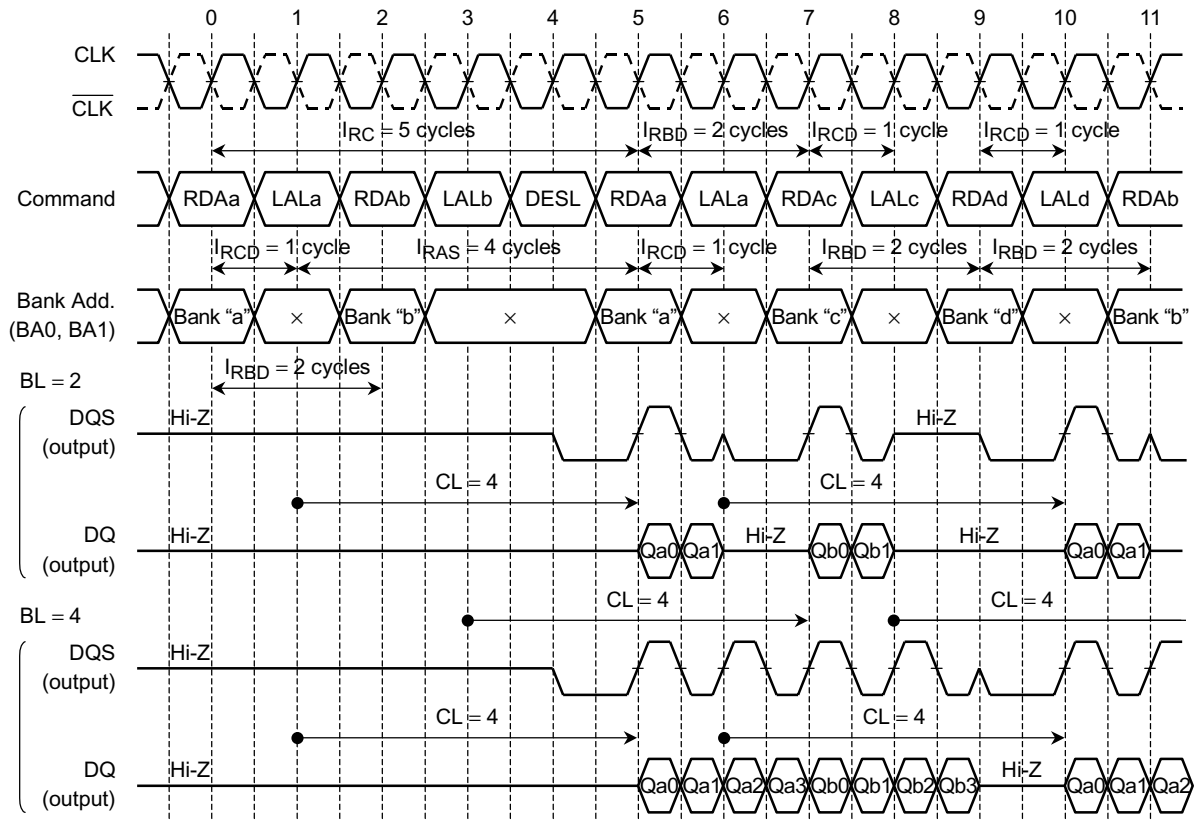 0 1 2 3 4 5 6 7 8 9 10 11
CLK
CLK
IRC = 5 cycles IRBD = 2 cycles IRCD = 1 cycle IRCD = 1 cycle
Command RDAa LALa RDAb LALb DESL RDAa LALa RDAc LALc RDAd LALd RDAb
IRCD = 1 cycle IRAS = 4 cycles IRCD = 1 cycle IRBD = 2 cycles IRBD = 2 cycles
Bank Add.
(BA0, BA1)
Bank “a” × Bank “b” × Bank “a” × Bank “c” × Bank “d” × Bank “b”
IRBD = 2 cycles
BL = 2
DQS
(output)
Hi-Z Hi-Z
CL = 4 CL = 4
DQ
(output)
Hi-Z Qa0 Qa1 Hi-Z Qb0 Qb1 Hi-Z Qa0 Qa1
CL = 4 CL = 4
BL = 4
DQS
(output)
Hi-Z
CL = 4 CL = 4
DQ
(output)
Hi-Z Qa0 Qa1 Qa2 Qa3 Qb0 Qb1 Qb2 Qb3 Hi-Z Qa0 Qa1 Qa2